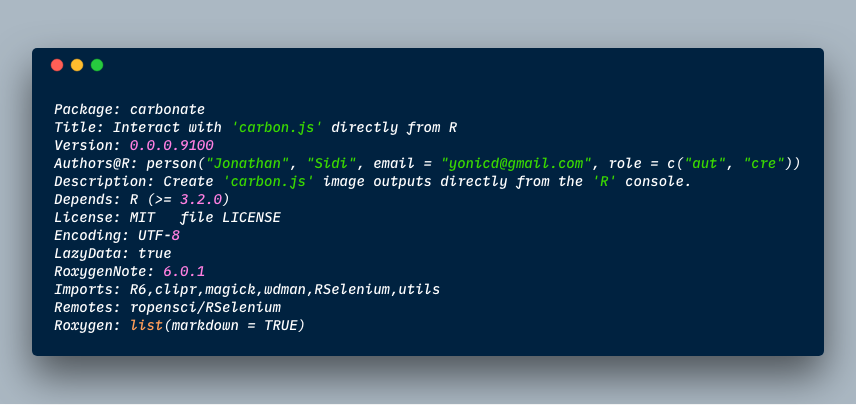 Package: carbonate
Title: Interact with 'carbon.js' directly from R
Version: 0.0.0.9100
Authors@R: person("Jonathan", "Sidi", email = "yonicd@gmail.com", role = c("aut", "cre"))
Description: Create 'carbon.js' image outputs directly from the 'R' console.
Depends: R (>= 3.2.0)
License: MIT   file LICENSE
Encoding: UTF-8
LazyData: true
RoxygenNote: 6.0.1
Imports: R6,clipr,magick,wdman,RSelenium,utils
Remotes: ropensci/RSelenium
Roxygen: list(markdown = TRUE)